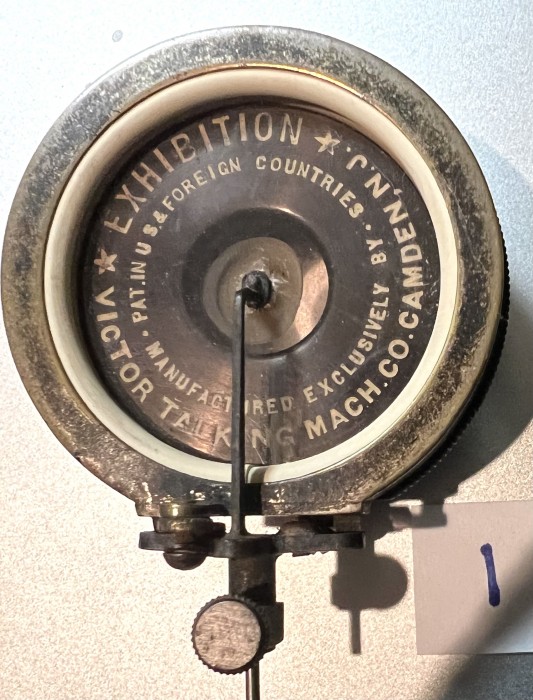 ★ EXHIBITION ★
VICTOR TALKING MACH. CO. CAMDEN, N.J.
• PAT. IN U S & FOREIGN COUNTRIES •
MANUFACTURED EXCLUSIVELY BY
1